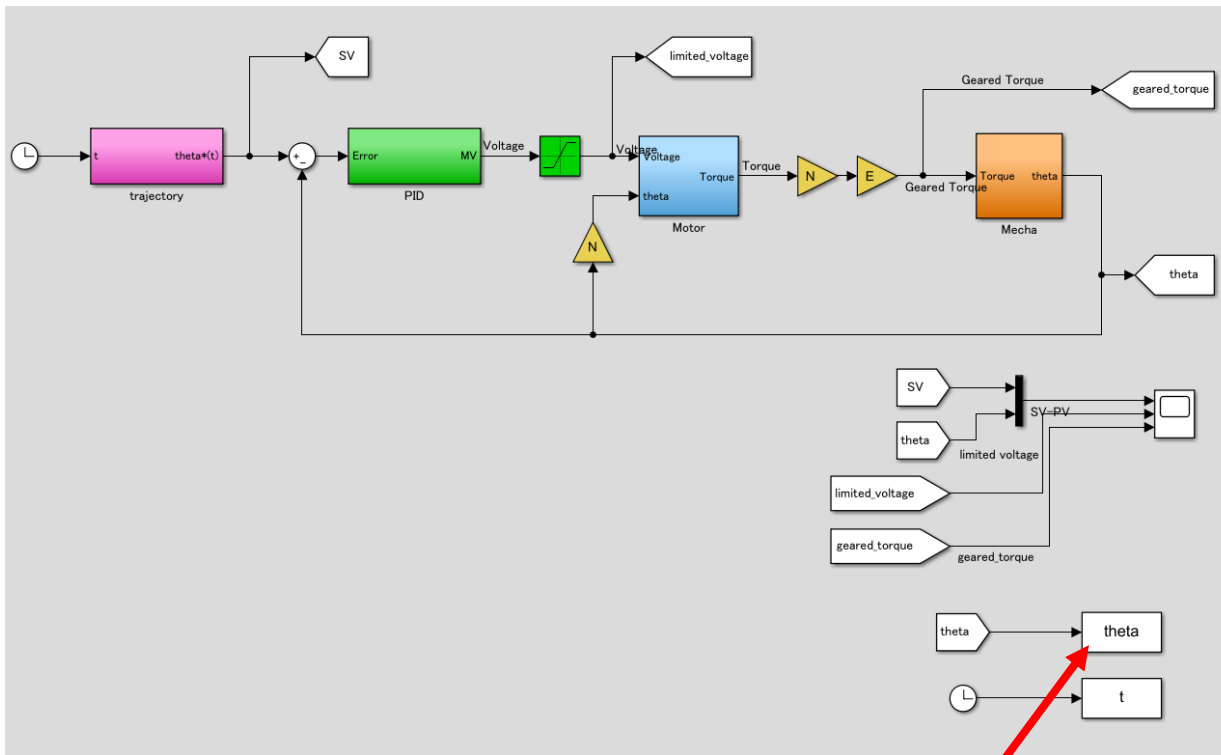 SV
limited_voltage
Geared Torque
geared_torque
t
theta*(t)
trajectory
+
−
Error
MV
PID
Voltage
Voltage
Voltage
theta
Torque
Motor
Torque
N
E
Geared Torque
Torque
theta
Mecha
N
theta
SV
theta
SV-PV
limited voltage
limited_voltage
geared_torque
geared_torque
theta
theta
t